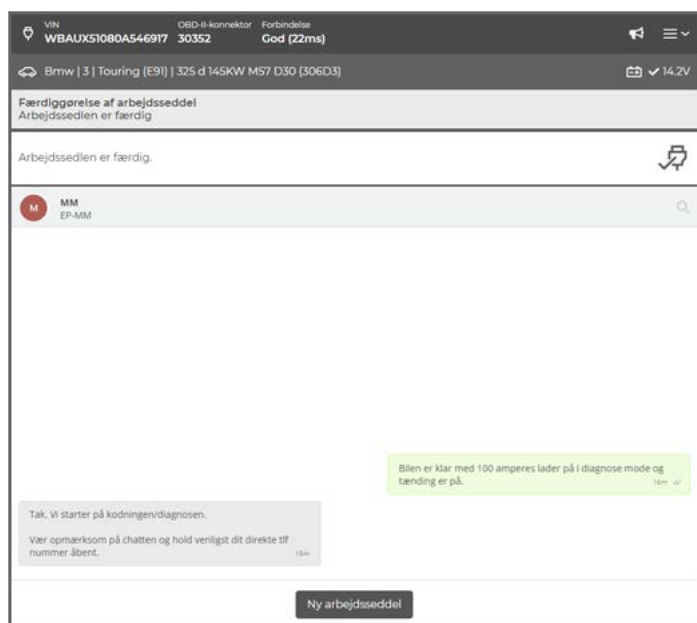 VIN OBD-II-konnektor Forbindelse
WBAUX51080A546917 30352 God (22ms)
Bmw | 3 | Touring (E91) | 325 d 145KW M57 D30 (306D3) 14.2V
Færdiggørelse af arbejdsseddel
Arbejdsedlen er færdig
Arbejdsedlen er færdig.
M MM
EP-MM
Bilen er klar med 100 amperes lader på i diagnose mode og
tænding er på. 16m
Tak. Vi starter på kodningen/diagnosen.
Vær opmærksom på chatten og hold venligst dit direkte tlf
nummer åbent. 15m
Ny arbejdsseddel